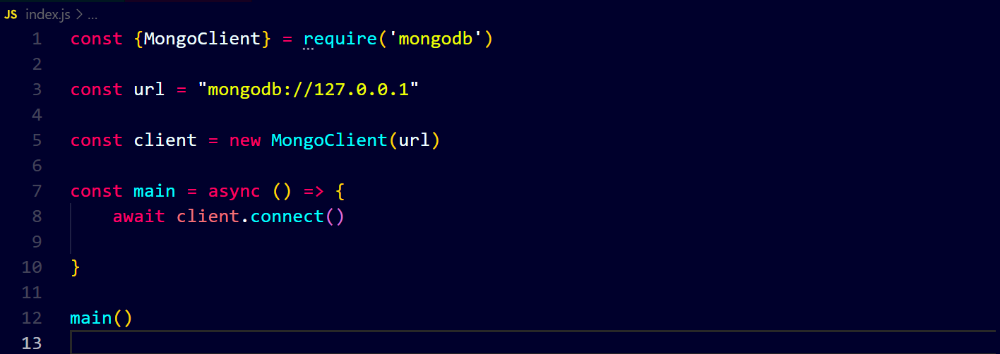 JS index.js > ...
1 const {MongoClient} = require('mongodb')
2
3 const url = "mongodb://127.0.0.1"
4
5 const client = new MongoClient(url)
6
7 const main = async () => {
8     await client.connect()
9
10 }
11
12 main()
13